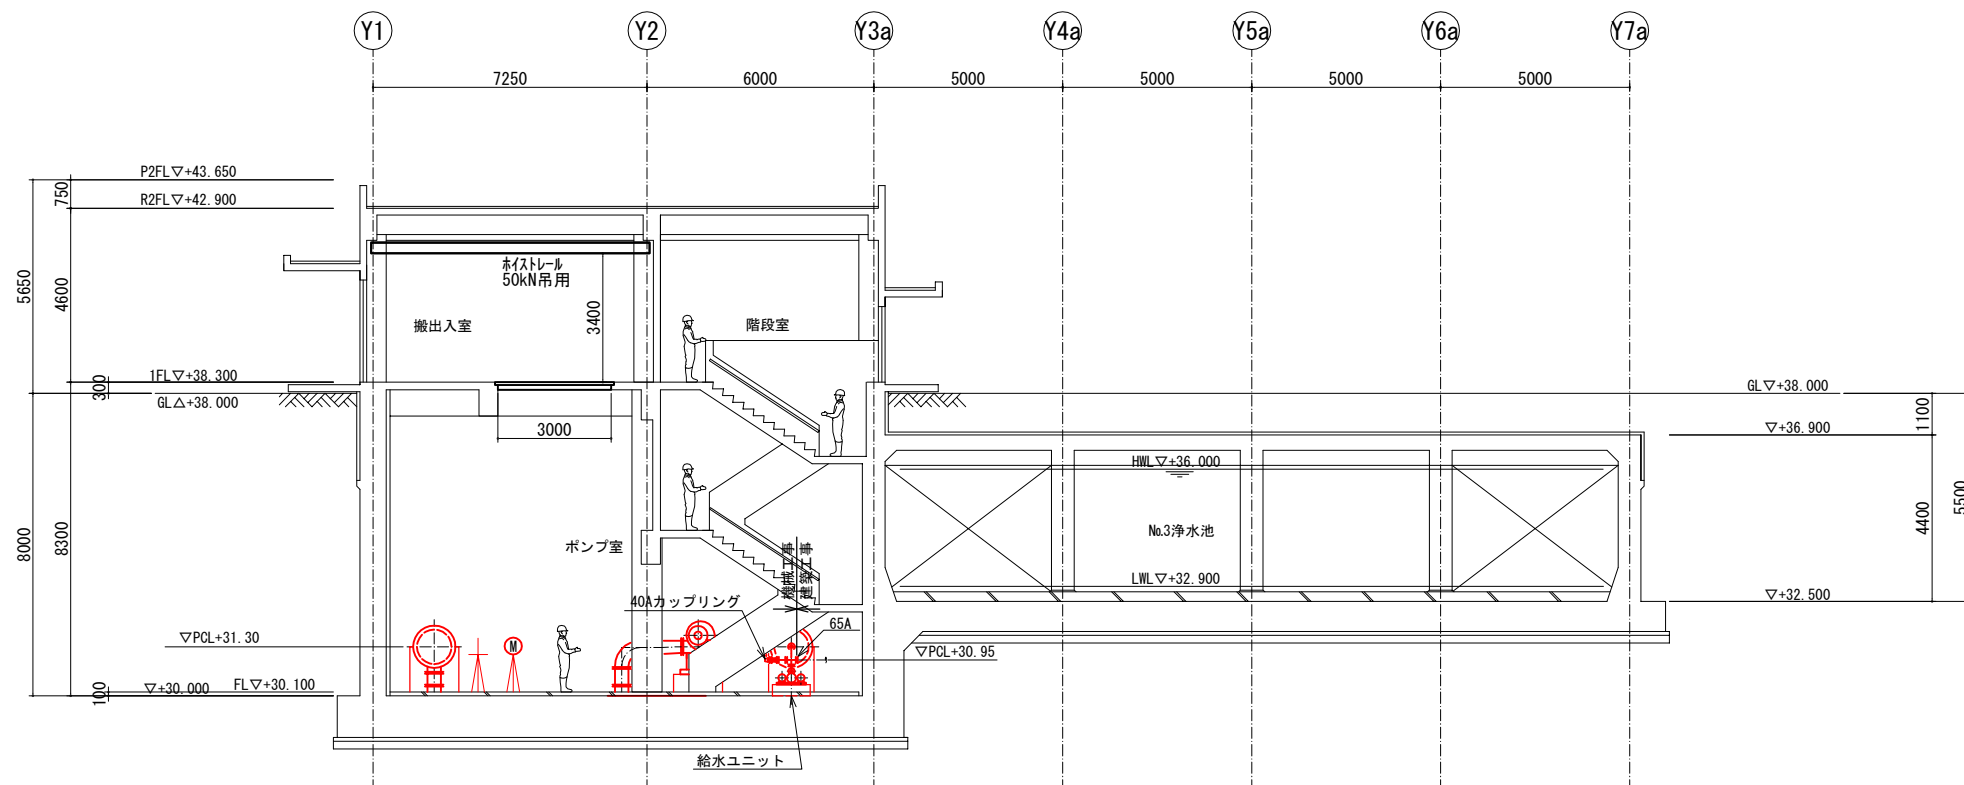 Y1 Y2 Y3a Y4a Y5a Y6a Y7a
7250 6000 5000 5000 5000 5000
P2FL▽+43.650
750
R2FL▽+42.900
ホイストレール
50kN吊用
5650
4600
3400
搬出入室
階段室
1FL▽+38.300
300
GL△+38.000
GL▽+38.000
1100
3000
▽+36.900
HWL▽+36.000
5500
4400
No.3浄水池
8000
8300
ポンプ室
機械工事
建築工事
LWL▽+32.900
▽+32.500
40Aカップリング
65A
▽PCL+31.30
M
▽PCL+30.95
▽+30.000
FL▽+30.100
100
給水ユニット